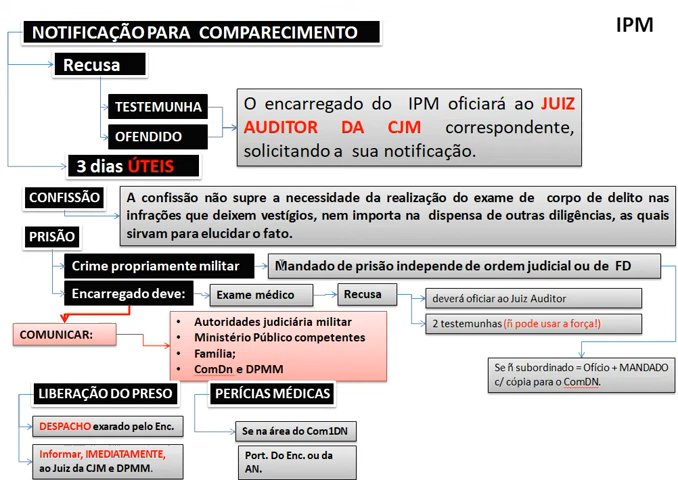 IPM
NOTIFICAÇÃO PARA COMPARECIMENTO
Recusa
TESTEMUNHA
OFENDIDO
O encarregado do IPM oficiará ao JUIZ
AUDITOR DA CJM correspondente,
solicitando a sua notificação.
3 dias ÚTEIS
CONFISSÃO
A confissão não supre a necessidade da realização do exame de corpo de delito nas
infrações que deixem vestígios, nem importa na dispensa de outras diligências, as quais
sirvam para elucidar o fato.
PRISÃO
Crime propriamente militar
Mandado de prisão independe de ordem judicial ou de FD
Encarregado deve:
Exame médico
Recusa
deverá oficiar ao Juiz Auditor
2 testemunhas (ñ pode usar a força!)
COMUNICAR:
• Autoridades judiciária militar
• Ministério Público competentes
• Família;
• ComDn e DPMM
Se ñ subordinado = Ofício + MANDADO
c/ cópia para o ComDN.
LIBERAÇÃO DO PRESO
DESPACHO exarado pelo Enc.
Informar, IMEDIATAMENTE,
ao Juiz da CJM e DPMM.
PERÍCIAS MÉDICAS
Se na área do Com1DN
Port. Do Enc. ou da
AN.